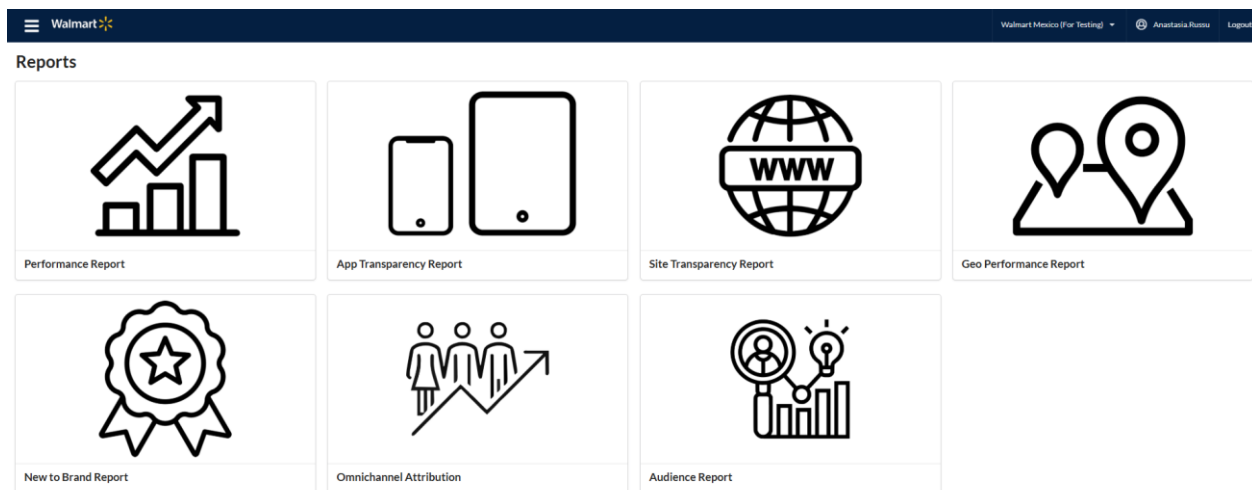 Walmart
Walmart Mexico (For Testing)
Anastasia.Russu
Logout
Reports
WWW
Performance Report
App Transparency Report
Site Transparency Report
Geo Performance Report
New to Brand Report
Omnichannel Attribution
Audience Report